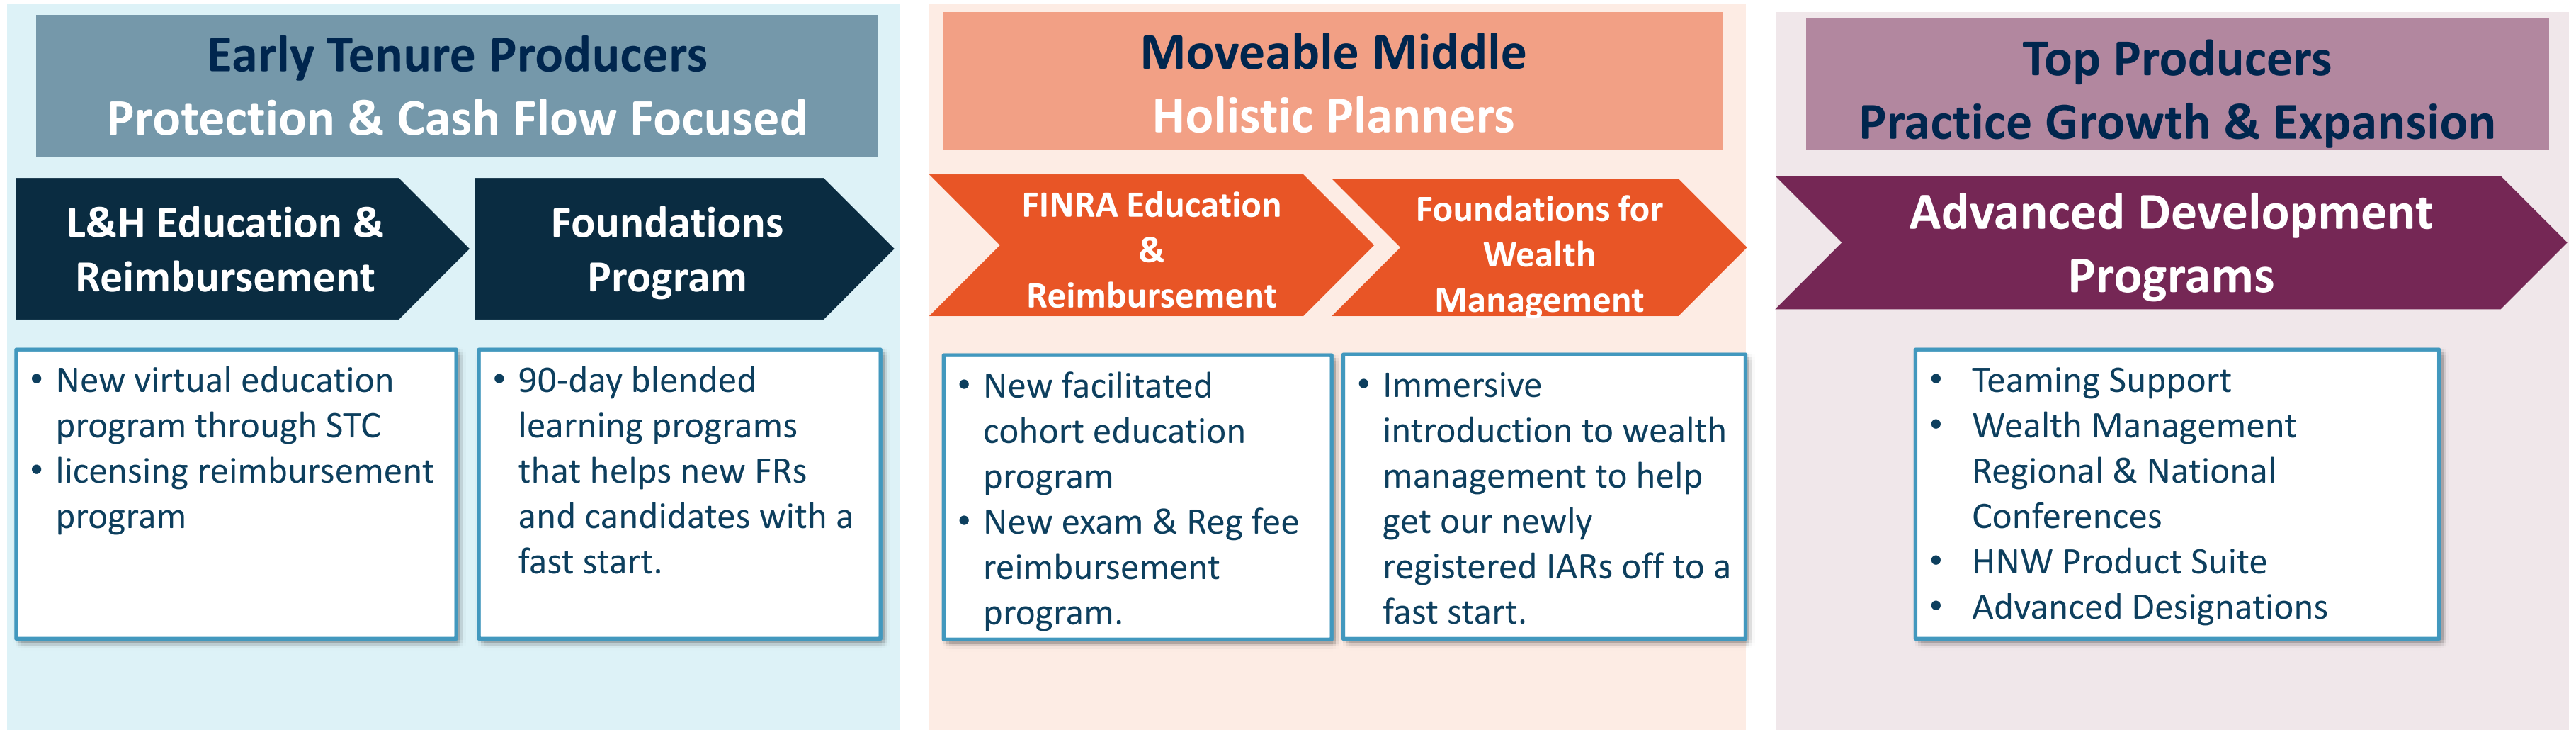 Early Tenure Producers
Protection & Cash Flow Focused
L&H Education &
Reimbursement
Foundations
Program
• New virtual education
program through STC
• licensing reimbursement
program
• 90-day blended
learning programs
that helps new FRs
and candidates with a
fast start.
Moveable Middle
Holistic Planners
FINRA Education
&
Reimbursement
Foundations for
Wealth
Management
• New facilitated
cohort education
program
• New exam & Reg fee
reimbursement
program.
• Immersive
introduction to wealth
management to help
get our newly
registered IARs off to a
fast start.
Top Producers
Practice Growth & Expansion
Advanced Development
Programs
• Teaming Support
• Wealth Management
Regional & National
Conferences
• HNW Product Suite
• Advanced Designations